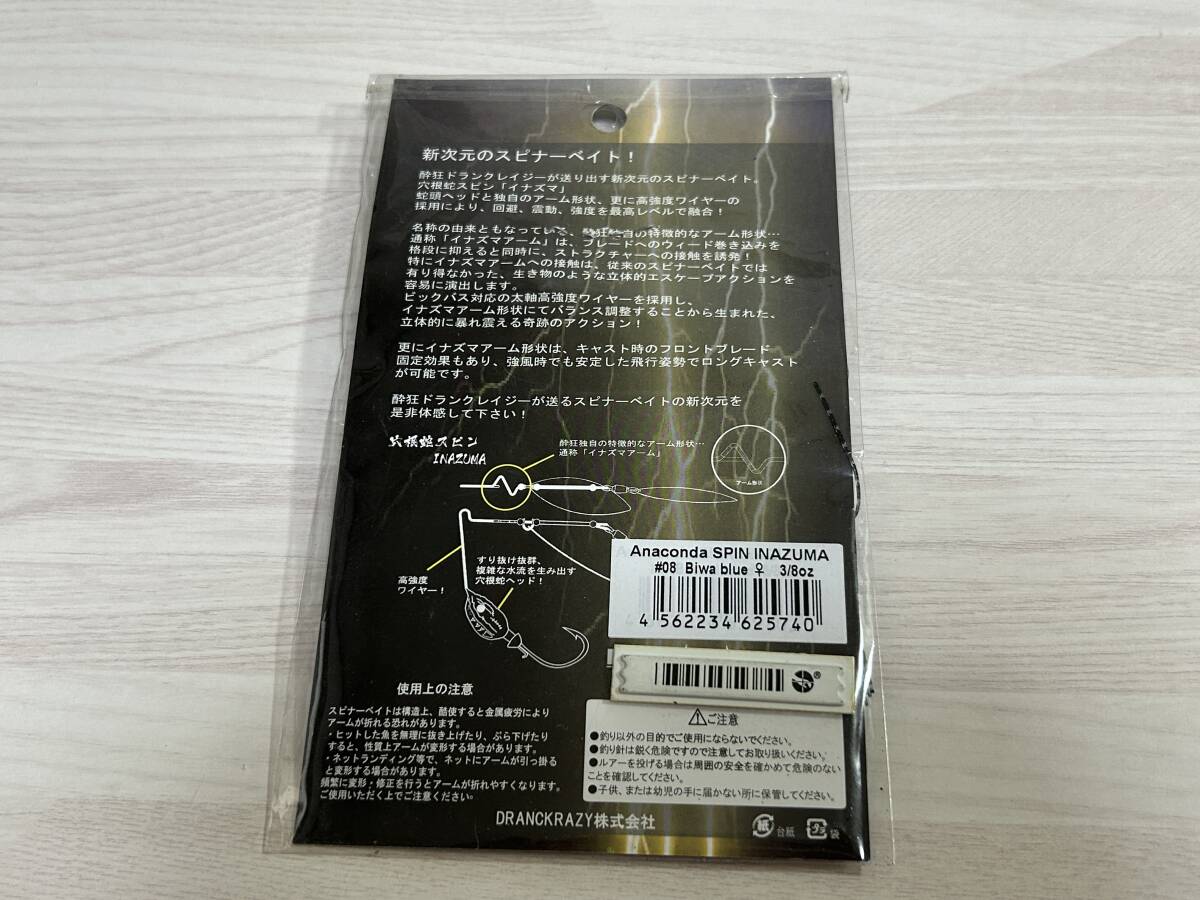 新次元のスピナーベイト！
酔狂ドランクレイジーが送り出す新次元のスピナーベイト。
穴根蛇スピン「イナズマ」
蛇頭ヘッドと独自のアーム形状、更に高強度ワイヤーの
採用により、回避、震動、強度を最高レベルで融合！
名称の由来ともなっている、酔狂独自の特徴的なアーム形状…
通称「イナズマアーム」は、ブレードへのウィード巻き込みを
格段に抑えると同時に、ストラクチャーへの接触を誘発！
特にイナズマアームへの接触は、従来のスピナーベイトでは
有り得なかった、生き物のような立体的エスケープアクションを
容易に演出します。
ビックバス対応の太軸高強度ワイヤーを採用し、
イナズマアーム形状にてバランス調整することから生まれた、
立体的に暴れ震える奇跡のアクション！
更にイナズマアーム形状は、キャスト時のフロントブレード
固定効果もあり、強風時でも安定した飛行姿勢でロングキャスト
が可能です。
酔狂ドランクレイジーが送るスピナーベイトの新次元を
是非体感して下さい！
穴根蛇スピン
INAZUMA
酔狂独自の特徴的なアーム形状…
通称「イナズマアーム」
アーム形状
すり抜け抜群、
複雑な水流を生み出す
穴根蛇ヘッド！
高強度
ワイヤー！
Anaconda SPIN INAZUMA
#08 Biwa blue ♀ 3/8oz
4 562234 625740
使用上の注意
スピナーベイトは構造上、酷使すると金属疲労により
アームが折れる恐れがあります。
・ヒットした魚を無理に抜き上げたり、ぶら下げたり
すると、性質上アームが変形する場合があります。
・ネットランディング等で、ネットにアームが引っ掛る
と変形する場合があります。
頻繁に変形・修正を行うとアームが折れやすくなります。
ご使用いただく上でご注意ください。
⚠ご注意
●釣り以外の目的でご使用にならないでください。
●釣り針は鋭く危険ですので注意してお取り扱いください。
●ルアーを投げる場合は周囲の安全を確かめて危険のない
ことを確認してください。
●子供、または幼児の手に届かない所に保管してください。
DRANCKRAZY株式会社
紙 台紙 プラ 袋